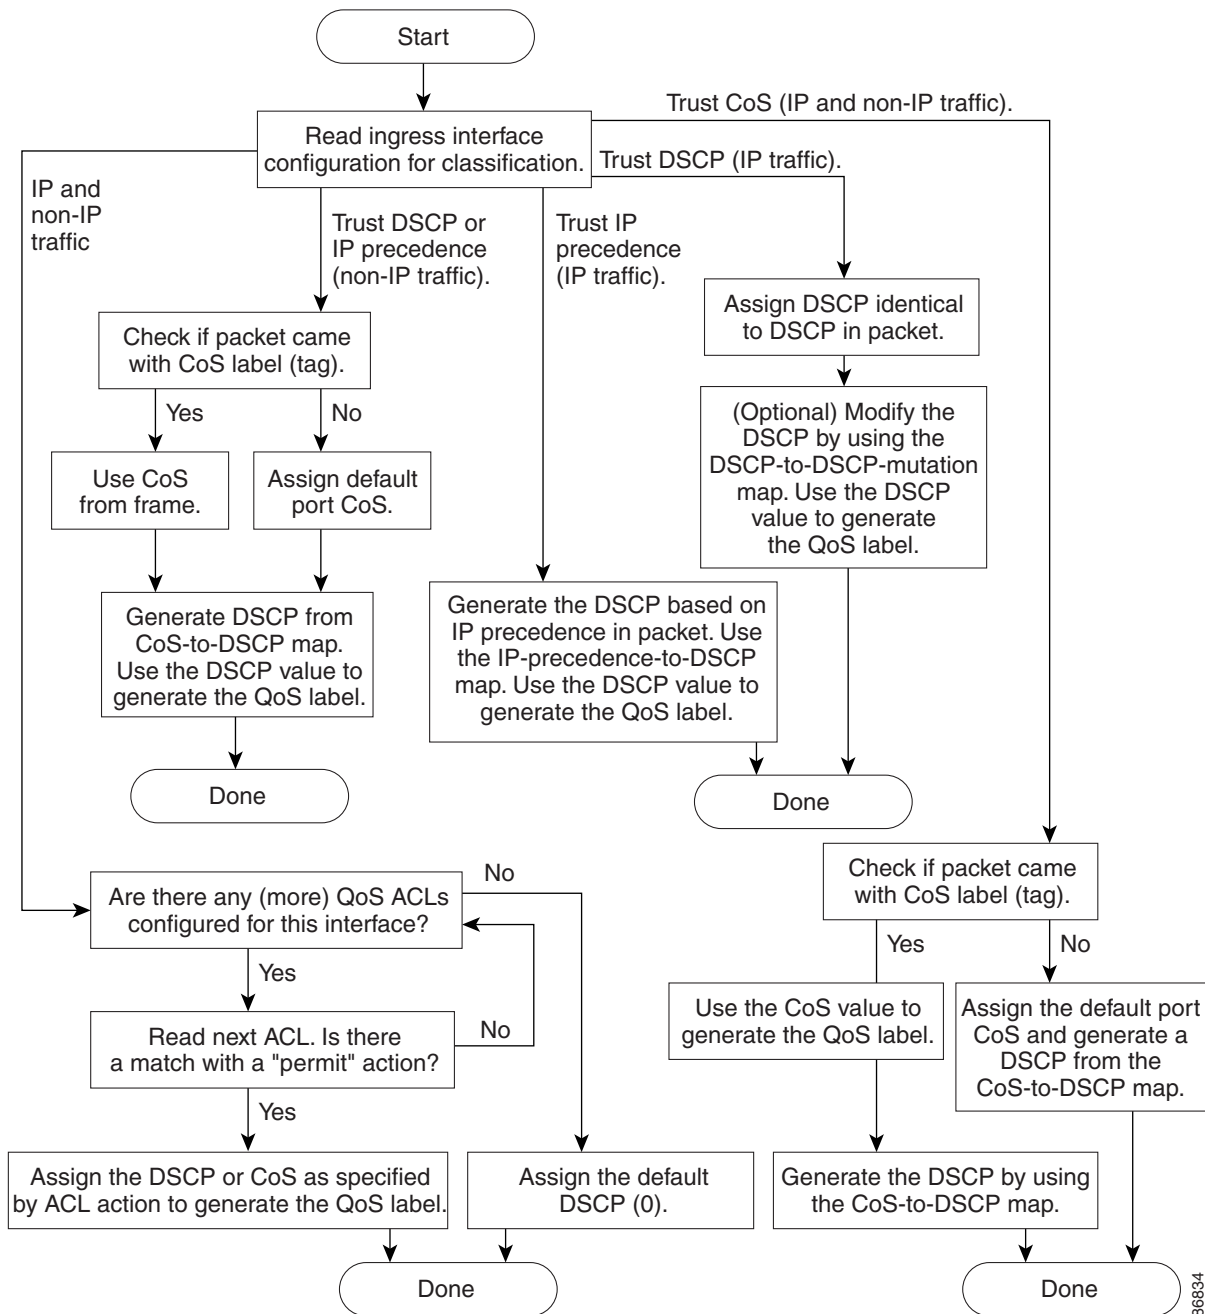 Start
Trust CoS (IP and non-IP traffic).
Read ingress interface
configuration for classification.
Trust DSCP (IP traffic).
IP and
non-IP
traffic
Trust DSCP or
IP precedence
(non-IP traffic).
Trust IP
precedence
(IP traffic).
Assign DSCP identical
to DSCP in packet.
Check if packet came
with CoS label (tag).
Yes
No
(Optional) Modify the
DSCP by using the
DSCP-to-DSCP-mutation
map. Use the DSCP
value to generate
the QoS label.
Use CoS
from frame.
Assign default
port CoS.
Generate DSCP from
CoS-to-DSCP map.
Use the DSCP value to
generate the QoS label.
Generate the DSCP based on
IP precedence in packet. Use
the IP-precedence-to-DSCP
map. Use the DSCP value to
generate the QoS label.
Done
Done
Check if packet came
with CoS label (tag).
Are there any (more) QoS ACLs
configured for this interface?
No
Yes
No
Yes
Read next ACL. Is there
a match with a "permit" action?
No
Use the CoS value to
generate the QoS label.
Assign the default port
CoS and generate a
DSCP from the
CoS-to-DSCP map.
Yes
Assign the DSCP or CoS as specified
by ACL action to generate the QoS label.
Assign the default
DSCP (0).
Generate the DSCP by using
the CoS-to-DSCP map.
Done
Done
86834